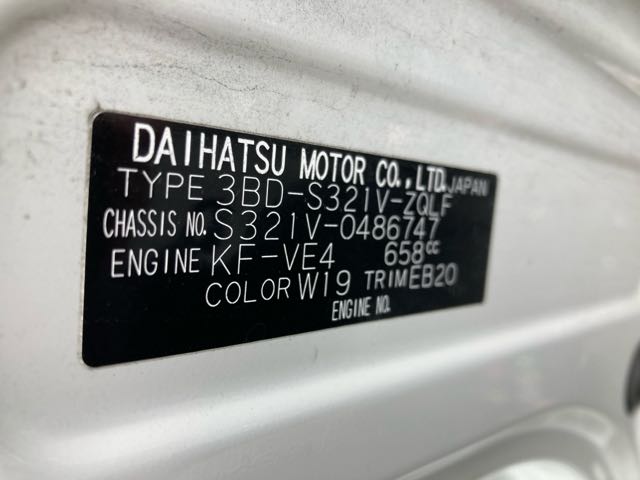 DAIHATSU MOTOR CO.,LTD. JAPAN
TYPE 3BD-S321V-ZQLF
CHASSIS NO. S321V-0486747
ENGINE KF-VE4 658cc
COLOR W19 TRIM EB20
ENGINE NO.